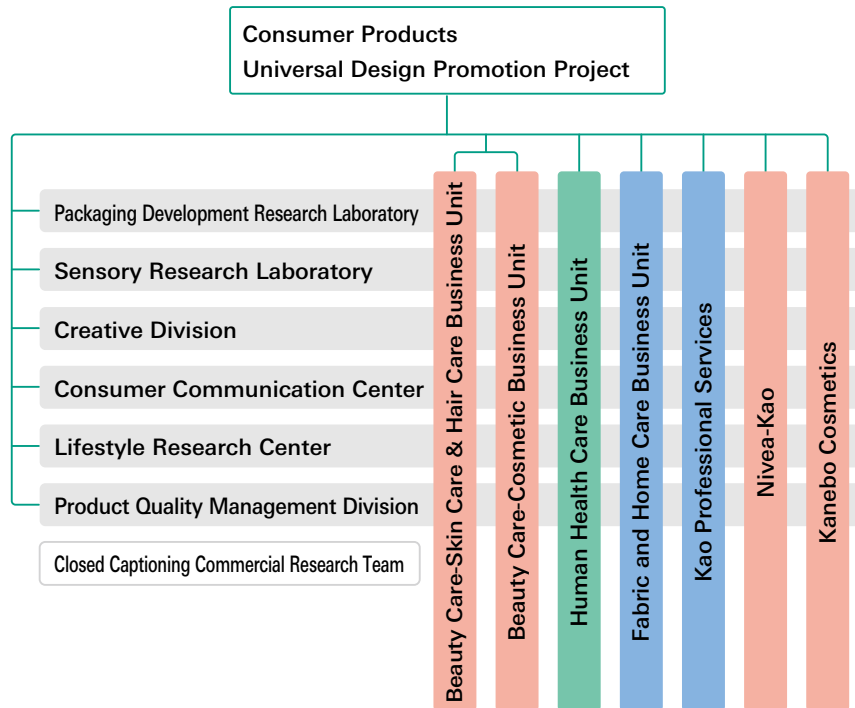 Consumer Products
Universal Design Promotion Project
Packaging Development Research Laboratory
Sensory Research Laboratory
Creative Division
Consumer Communication Center
Lifestyle Research Center
Product Quality Management Division
Closed Captioning Commercial Research Team
Beauty Care-Skin Care & Hair Care Business Unit
Beauty Care-Cosmetic Business Unit
Human Health Care Business Unit
Fabric and Home Care Business Unit
Kao Professional Services
Nivea-Kao
Kanebo Cosmetics